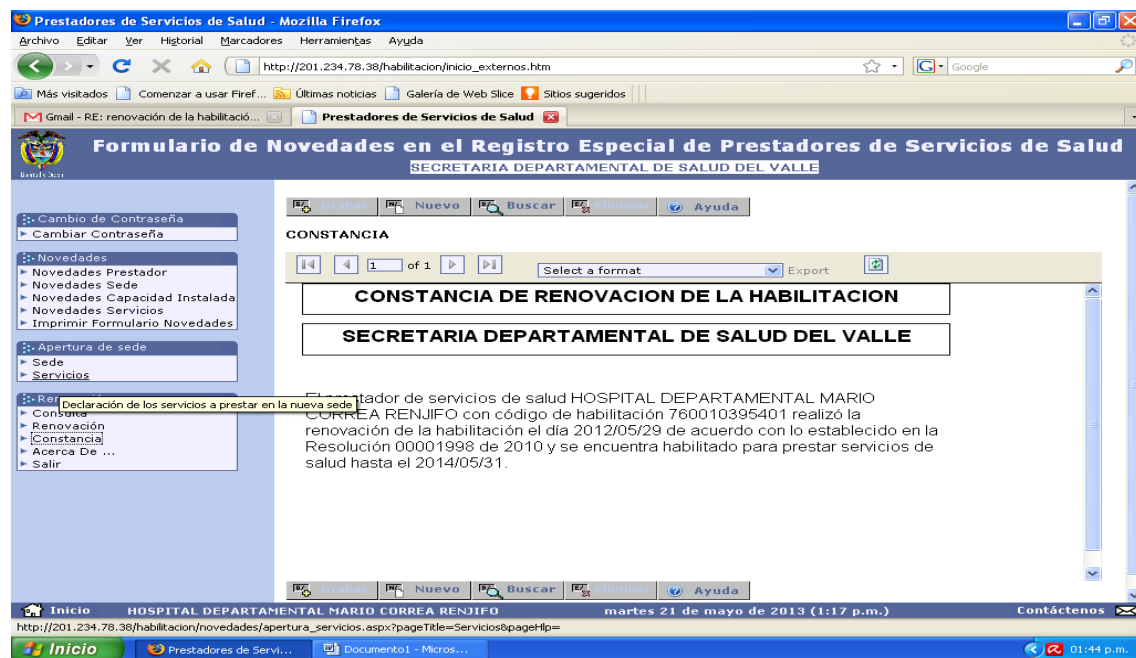 Prestadores de Servicios de Salud - Mozilla Firefox
Archivo Editar Ver Historial Marcadores Herramientas Ayuda
http://201.234.78.38/habilitacion/inicio_externos.htm
Google
Más visitados Comenzar a usar Firef... Últimas noticias Galería de Web Slice Sitios sugeridos
Gmail - RE: renovación de la habilitació... Prestadores de Servicios de Salud
Formulario de Novedades en el Registro Especial de Prestadores de Servicios de Salud
SECRETARIA DEPARTAMENTAL DE SALUD DEL VALLE
Cambio de Contraseña
Cambiar Contraseña
Novedades
Novedades Prestador
Novedades Sede
Novedades Capacidad Instalada
Novedades Servicios
Imprimir Formulario Novedades
Apertura de sede
Sede
Servicios
Declaración de los servicios a prestar en la nueva sede
Consulta
Renovación
Constancia
Acerca De ...
Salir
Grabar Nuevo Buscar Eliminar Ayuda
CONSTANCIA
1 of 1 Select a format Export
CONSTANCIA DE RENOVACION DE LA HABILITACION
SECRETARIA DEPARTAMENTAL DE SALUD DEL VALLE
El prestador de servicios de salud HOSPITAL DEPARTAMENTAL MARIO
CORREA RENJIFO con código de habilitación 760010395401 realizó la
renovación de la habilitación el día 2012/05/29 de acuerdo con lo establecido en la
Resolución 00001998 de 2010 y se encuentra habilitado para prestar servicios de
salud hasta el 2014/05/31.
Grabar Nuevo Buscar Eliminar Ayuda
Inicio HOSPITAL DEPARTAMENTAL MARIO CORREA RENJIFO martes 21 de mayo de 2013 (1:17 p.m.) Contáctenos
http://201.234.78.38/habilitacion/novedades/apertura_servicios.aspx?pageTitle=Servicios&pageHlp=
Inicio Prestadores de Servi... Documento1 - Micros... 01:44 p.m.